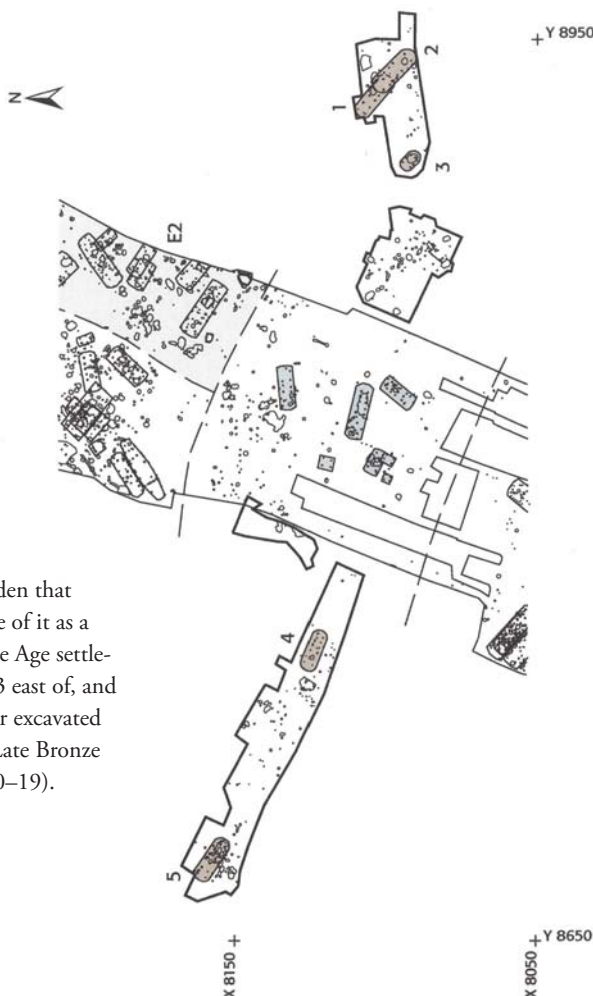 Y 8950
N
2
1
3
E2
den that
e of it as a
e Age settle-
3 east of, and
r excavated
Late Bronze
0–19).
4
5
X 8150
X 8050
Y 8650